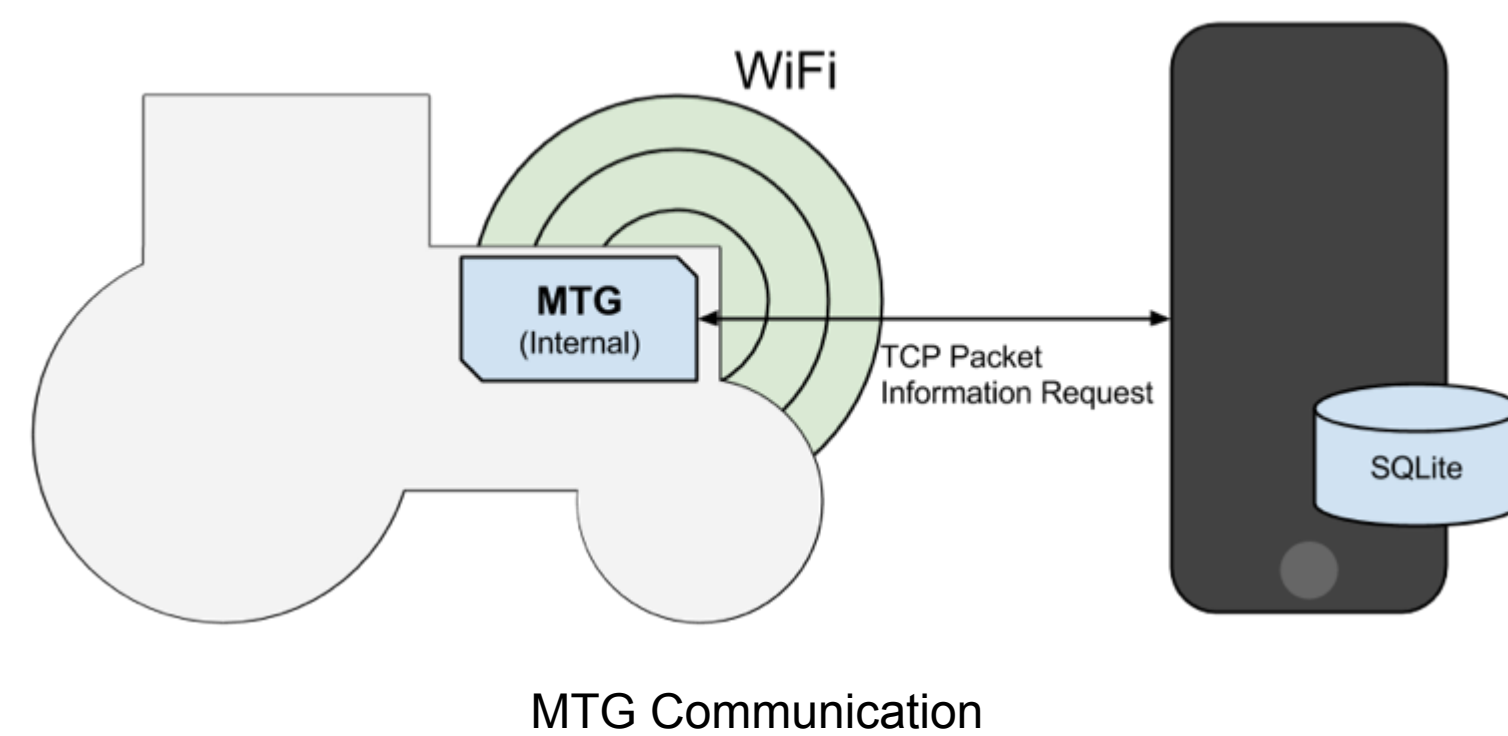 WiFi
MTG
(Internal)
TCP Packet
Information Request
SQLite
MTG Communication